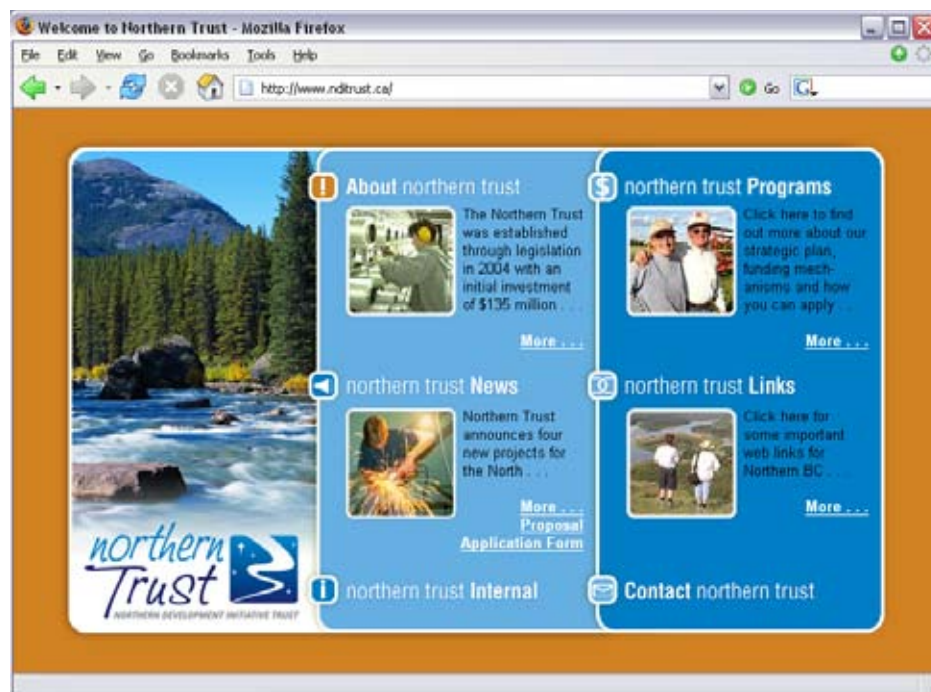 Welcome to Northern Trust - Mozilla Firefox
File Edit View Go Bookmarks Tools Help
http://www.nditrust.ca/
Go
G
About northern trust
The Northern Trust
was established
through legislation
in 2004 with an
initial investment
of $135 million . . .
More . . .
northern trust News
Northern Trust
announces four
new projects for
the North . . .
More . . .
Proposal
Application Form
northern trust Internal
northern trust Programs
Click here to find
out more about our
strategic plan,
funding mech-
anisms and how
you can apply . . .
More . . .
northern trust Links
Click here for
some important
web links for
Northern BC . . .
More . . .
Contact northern trust
northern
Trust
NORTHERN DEVELOPMENT INITIATIVE TRUST